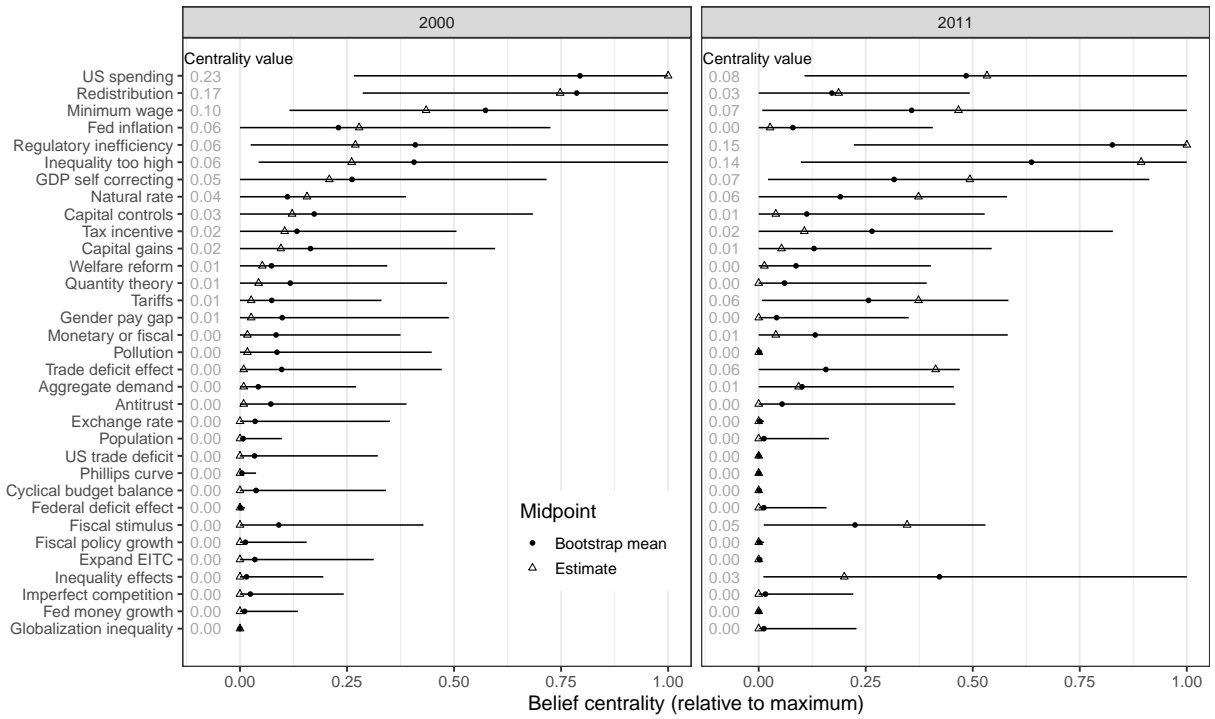 2000 2011
Centrality value Centrality value
US spending 0.23 0.08
Redistribution 0.17 0.03
Minimum wage 0.10 0.07
Fed inflation 0.06 0.00
Regulatory inefficiency 0.06 0.15
Inequality too high 0.06 0.14
GDP self correcting 0.05 0.07
Natural rate 0.04 0.06
Capital controls 0.03 0.01
Tax incentive 0.02 0.02
Capital gains 0.02 0.01
Welfare reform 0.01 0.00
Quantity theory 0.01 0.00
Tariffs 0.01 0.06
Gender pay gap 0.01 0.00
Monetary or fiscal 0.00 0.01
Pollution 0.00 0.00
Trade deficit effect 0.00 0.06
Aggregate demand 0.00 0.01
Antitrust 0.00 0.00
Exchange rate 0.00 0.00
Population 0.00 0.00
US trade deficit 0.00 0.00
Phillips curve 0.00 0.00
Cyclical budget balance 0.00 0.00
Federal deficit effect 0.00 0.00
Fiscal stimulus 0.00 0.05
Fiscal policy growth 0.00 0.00
Expand EITC 0.00 0.00
Inequality effects 0.00 0.03
Imperfect competition 0.00 0.00
Fed money growth 0.00 0.00
Globalization inequality 0.00 0.00
Midpoint
Bootstrap mean
Estimate
0.00 0.25 0.50 0.75 1.00 0.00 0.25 0.50 0.75 1.00
Belief centrality (relative to maximum)